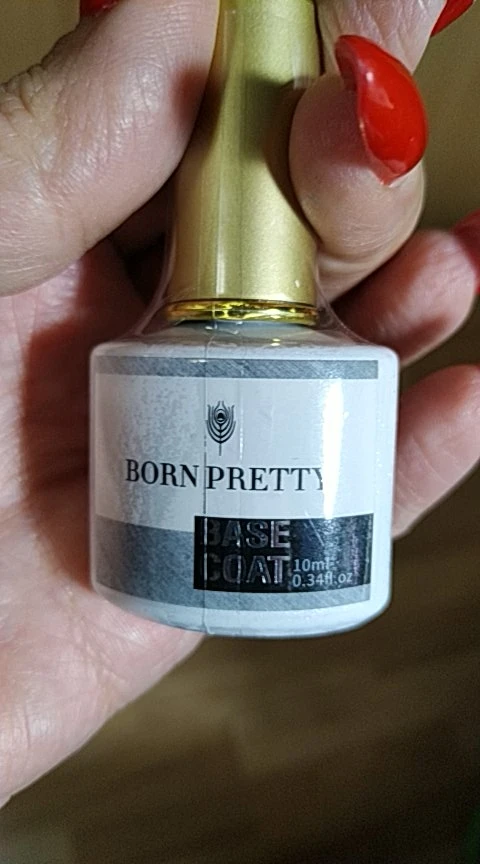 BORN PRETTY
BASE
COAT
10ml
0.34fl.oz